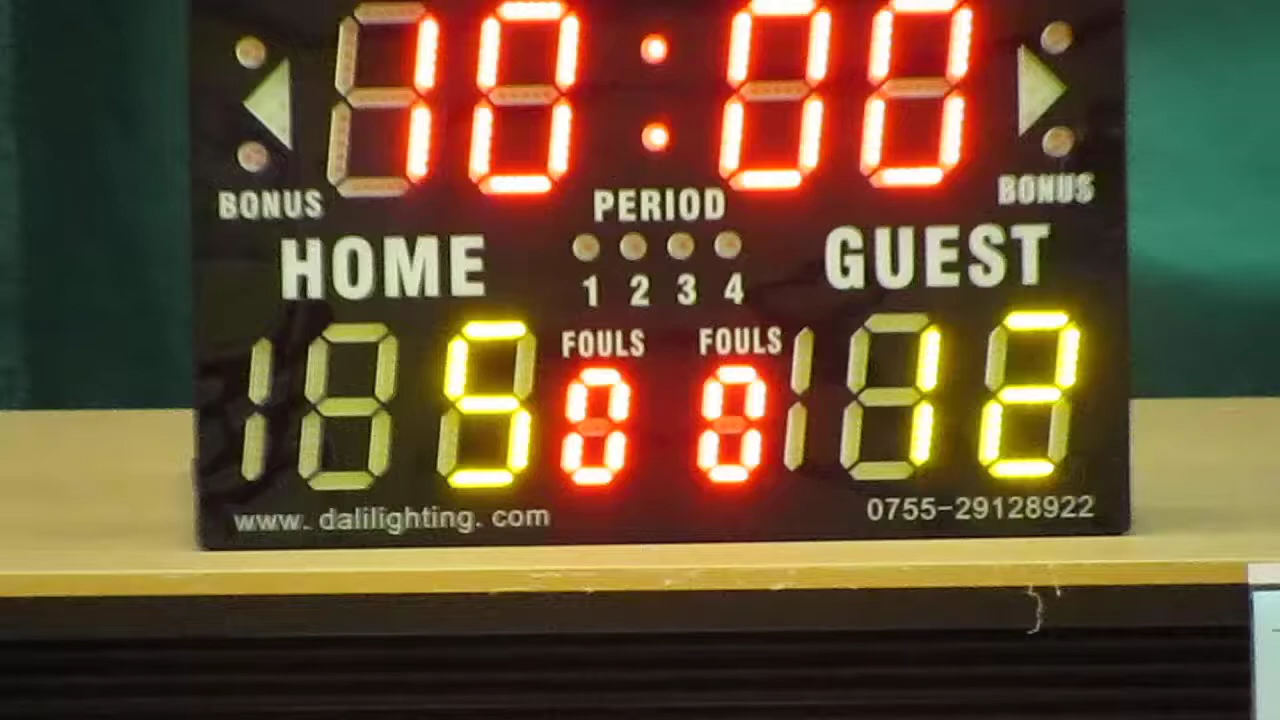 10:00
BONUS PERIOD BONUS
HOME GUEST
1 2 3 4
FOULS FOULS
5 0 0 12
www. dalilighting. com 0755-29128922